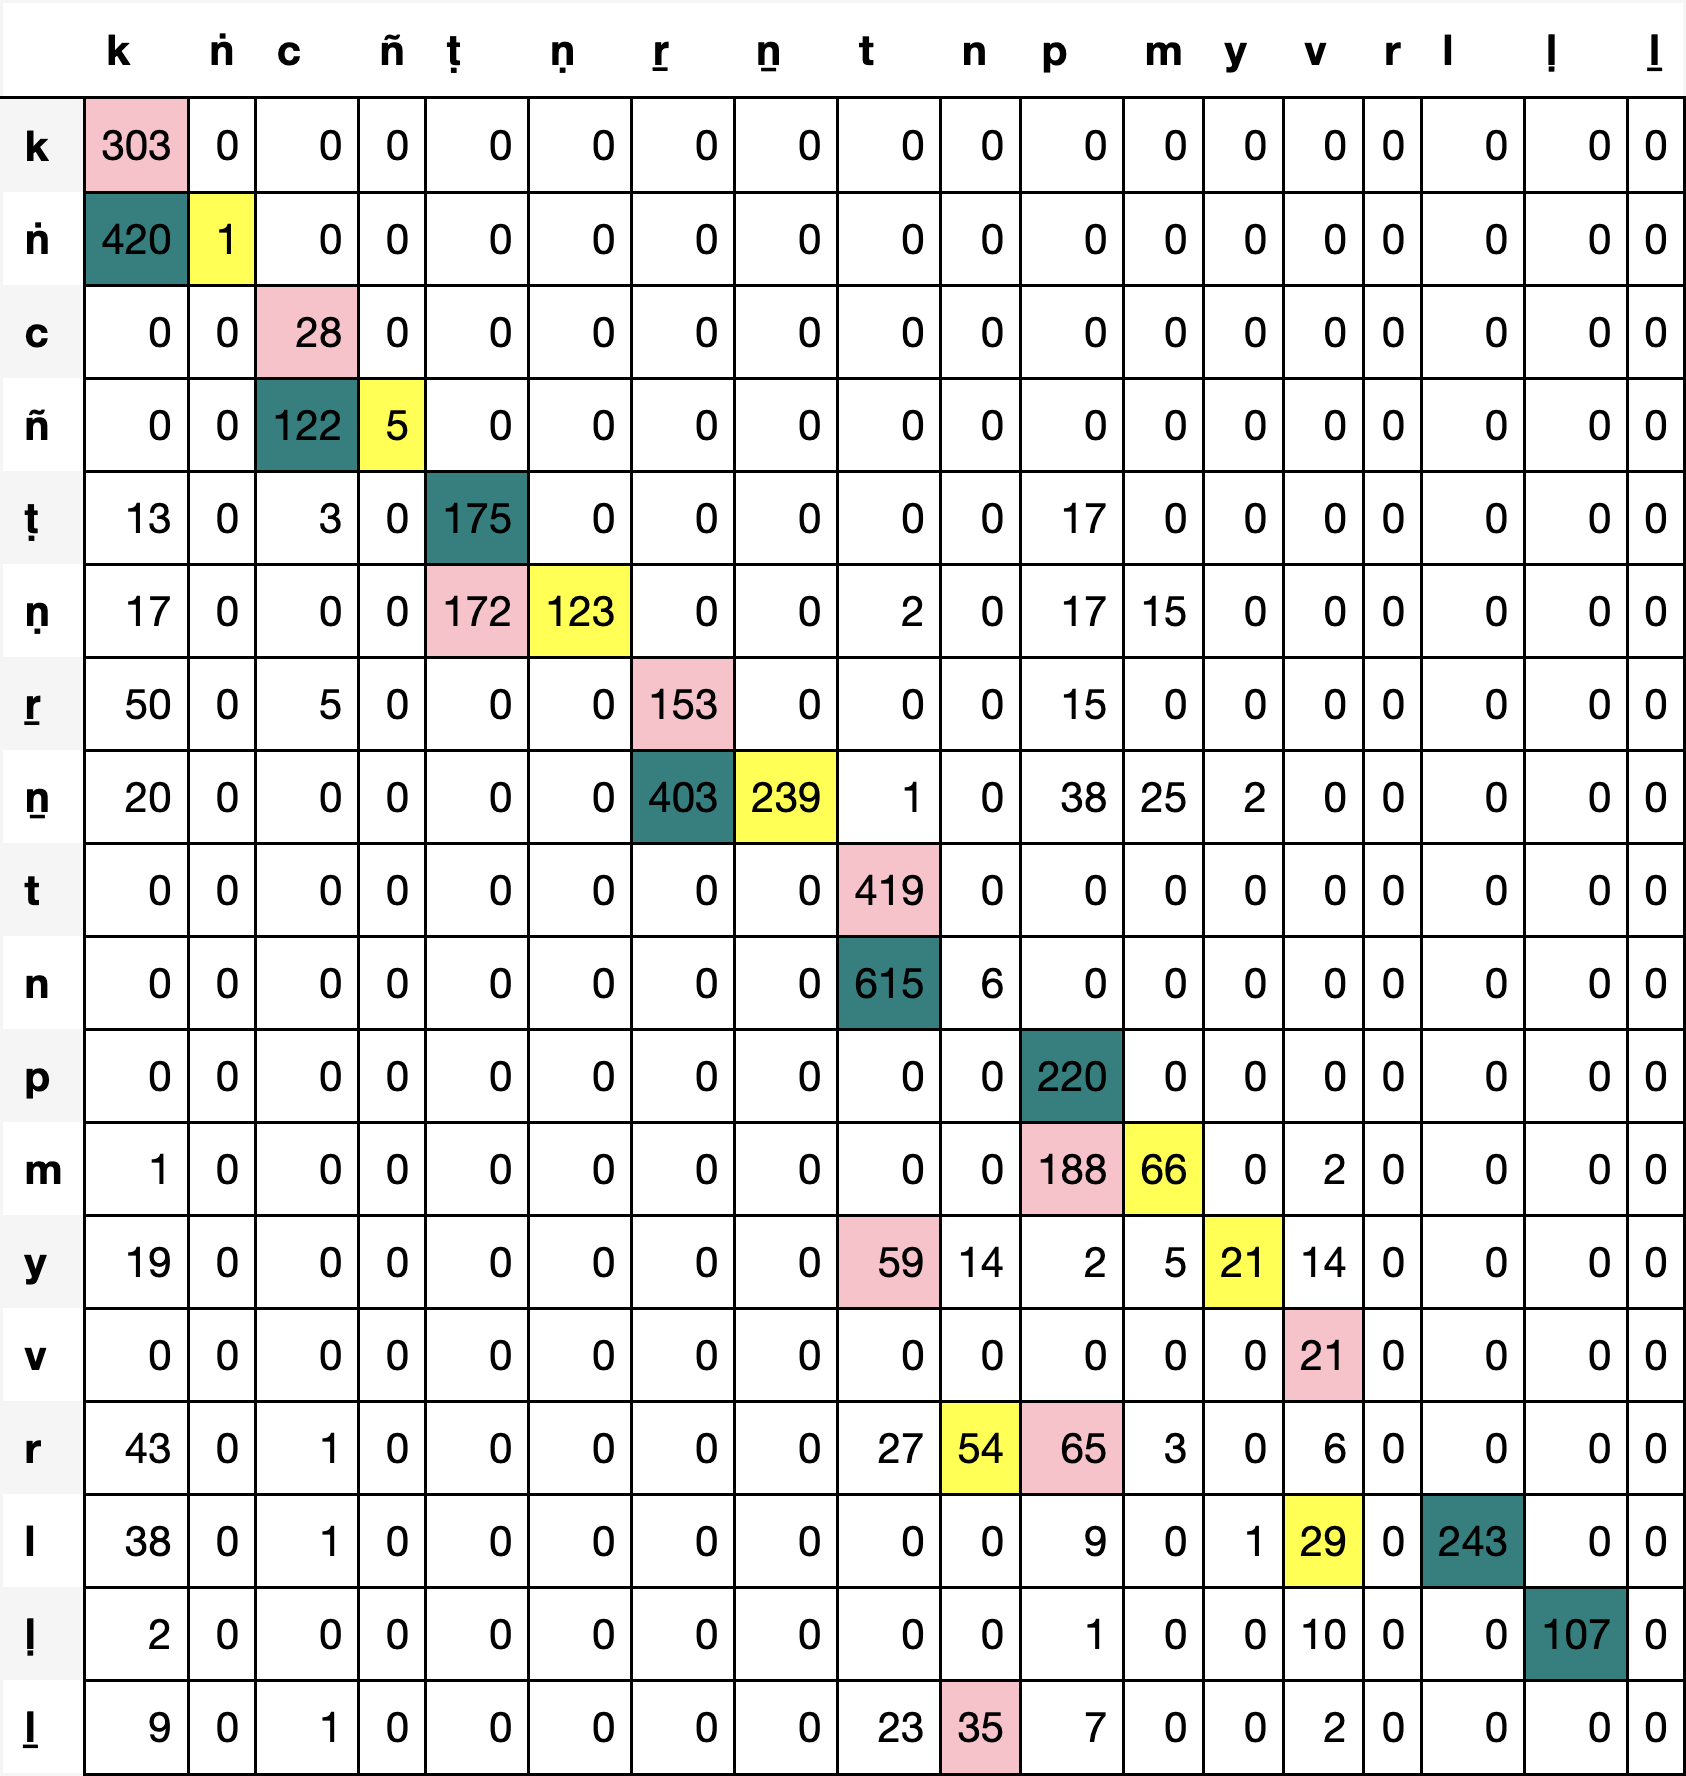 k ṅ c ñ ṭ ṇ ṟ ṉ t n p m y v r l ḷ ḻ
k 303 0 0 0 0 0 0 0 0 0 0 0 0 0 0 0 0 0
ṅ 420 1 0 0 0 0 0 0 0 0 0 0 0 0 0 0 0 0
c 0 0 28 0 0 0 0 0 0 0 0 0 0 0 0 0 0 0
ñ 0 0 122 5 0 0 0 0 0 0 0 0 0 0 0 0 0 0
ṭ 13 0 3 0 175 0 0 0 0 0 17 0 0 0 0 0 0 0
ṇ 17 0 0 0 172 123 0 0 2 0 17 15 0 0 0 0 0 0
ṟ 50 0 5 0 0 0 153 0 0 0 15 0 0 0 0 0 0 0
ṉ 20 0 0 0 0 0 403 239 1 0 38 25 2 0 0 0 0 0
t 0 0 0 0 0 0 0 0 419 0 0 0 0 0 0 0 0 0
n 0 0 0 0 0 0 0 0 615 6 0 0 0 0 0 0 0 0
p 0 0 0 0 0 0 0 0 0 0 220 0 0 0 0 0 0 0
m 1 0 0 0 0 0 0 0 0 0 188 66 0 2 0 0 0 0
y 19 0 0 0 0 0 0 0 59 14 2 5 21 14 0 0 0 0
v 0 0 0 0 0 0 0 0 0 0 0 0 0 21 0 0 0 0
r 43 0 1 0 0 0 0 0 27 54 65 3 0 6 0 0 0 0
l 38 0 1 0 0 0 0 0 0 0 9 0 1 29 0 243 0 0
ḷ 2 0 0 0 0 0 0 0 0 0 1 0 0 10 0 0 107 0
ḻ 9 0 1 0 0 0 0 0 23 35 7 0 0 2 0 0 0 0